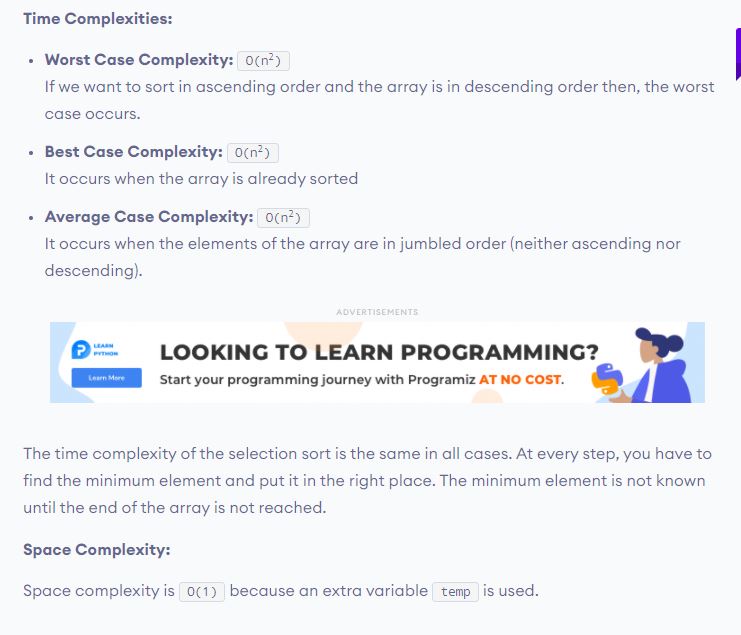 Time Complexities:
• Worst Case Complexity: O(n²)
If we want to sort in ascending order and the array is in descending order then, the worst
case occurs.
• Best Case Complexity: O(n²)
It occurs when the array is already sorted
• Average Case Complexity: O(n²)
It occurs when the elements of the array are in jumbled order (neither ascending nor
descending).
ADVERTISEMENTS
LEARN
PYTHON
Learn More
LOOKING TO LEARN PROGRAMMING?
Start your programming journey with Programiz AT NO COST.
The time complexity of the selection sort is the same in all cases. At every step, you have to
find the minimum element and put it in the right place. The minimum element is not known
until the end of the array is not reached.
Space Complexity:
Space complexity is O(1) because an extra variable temp is used.